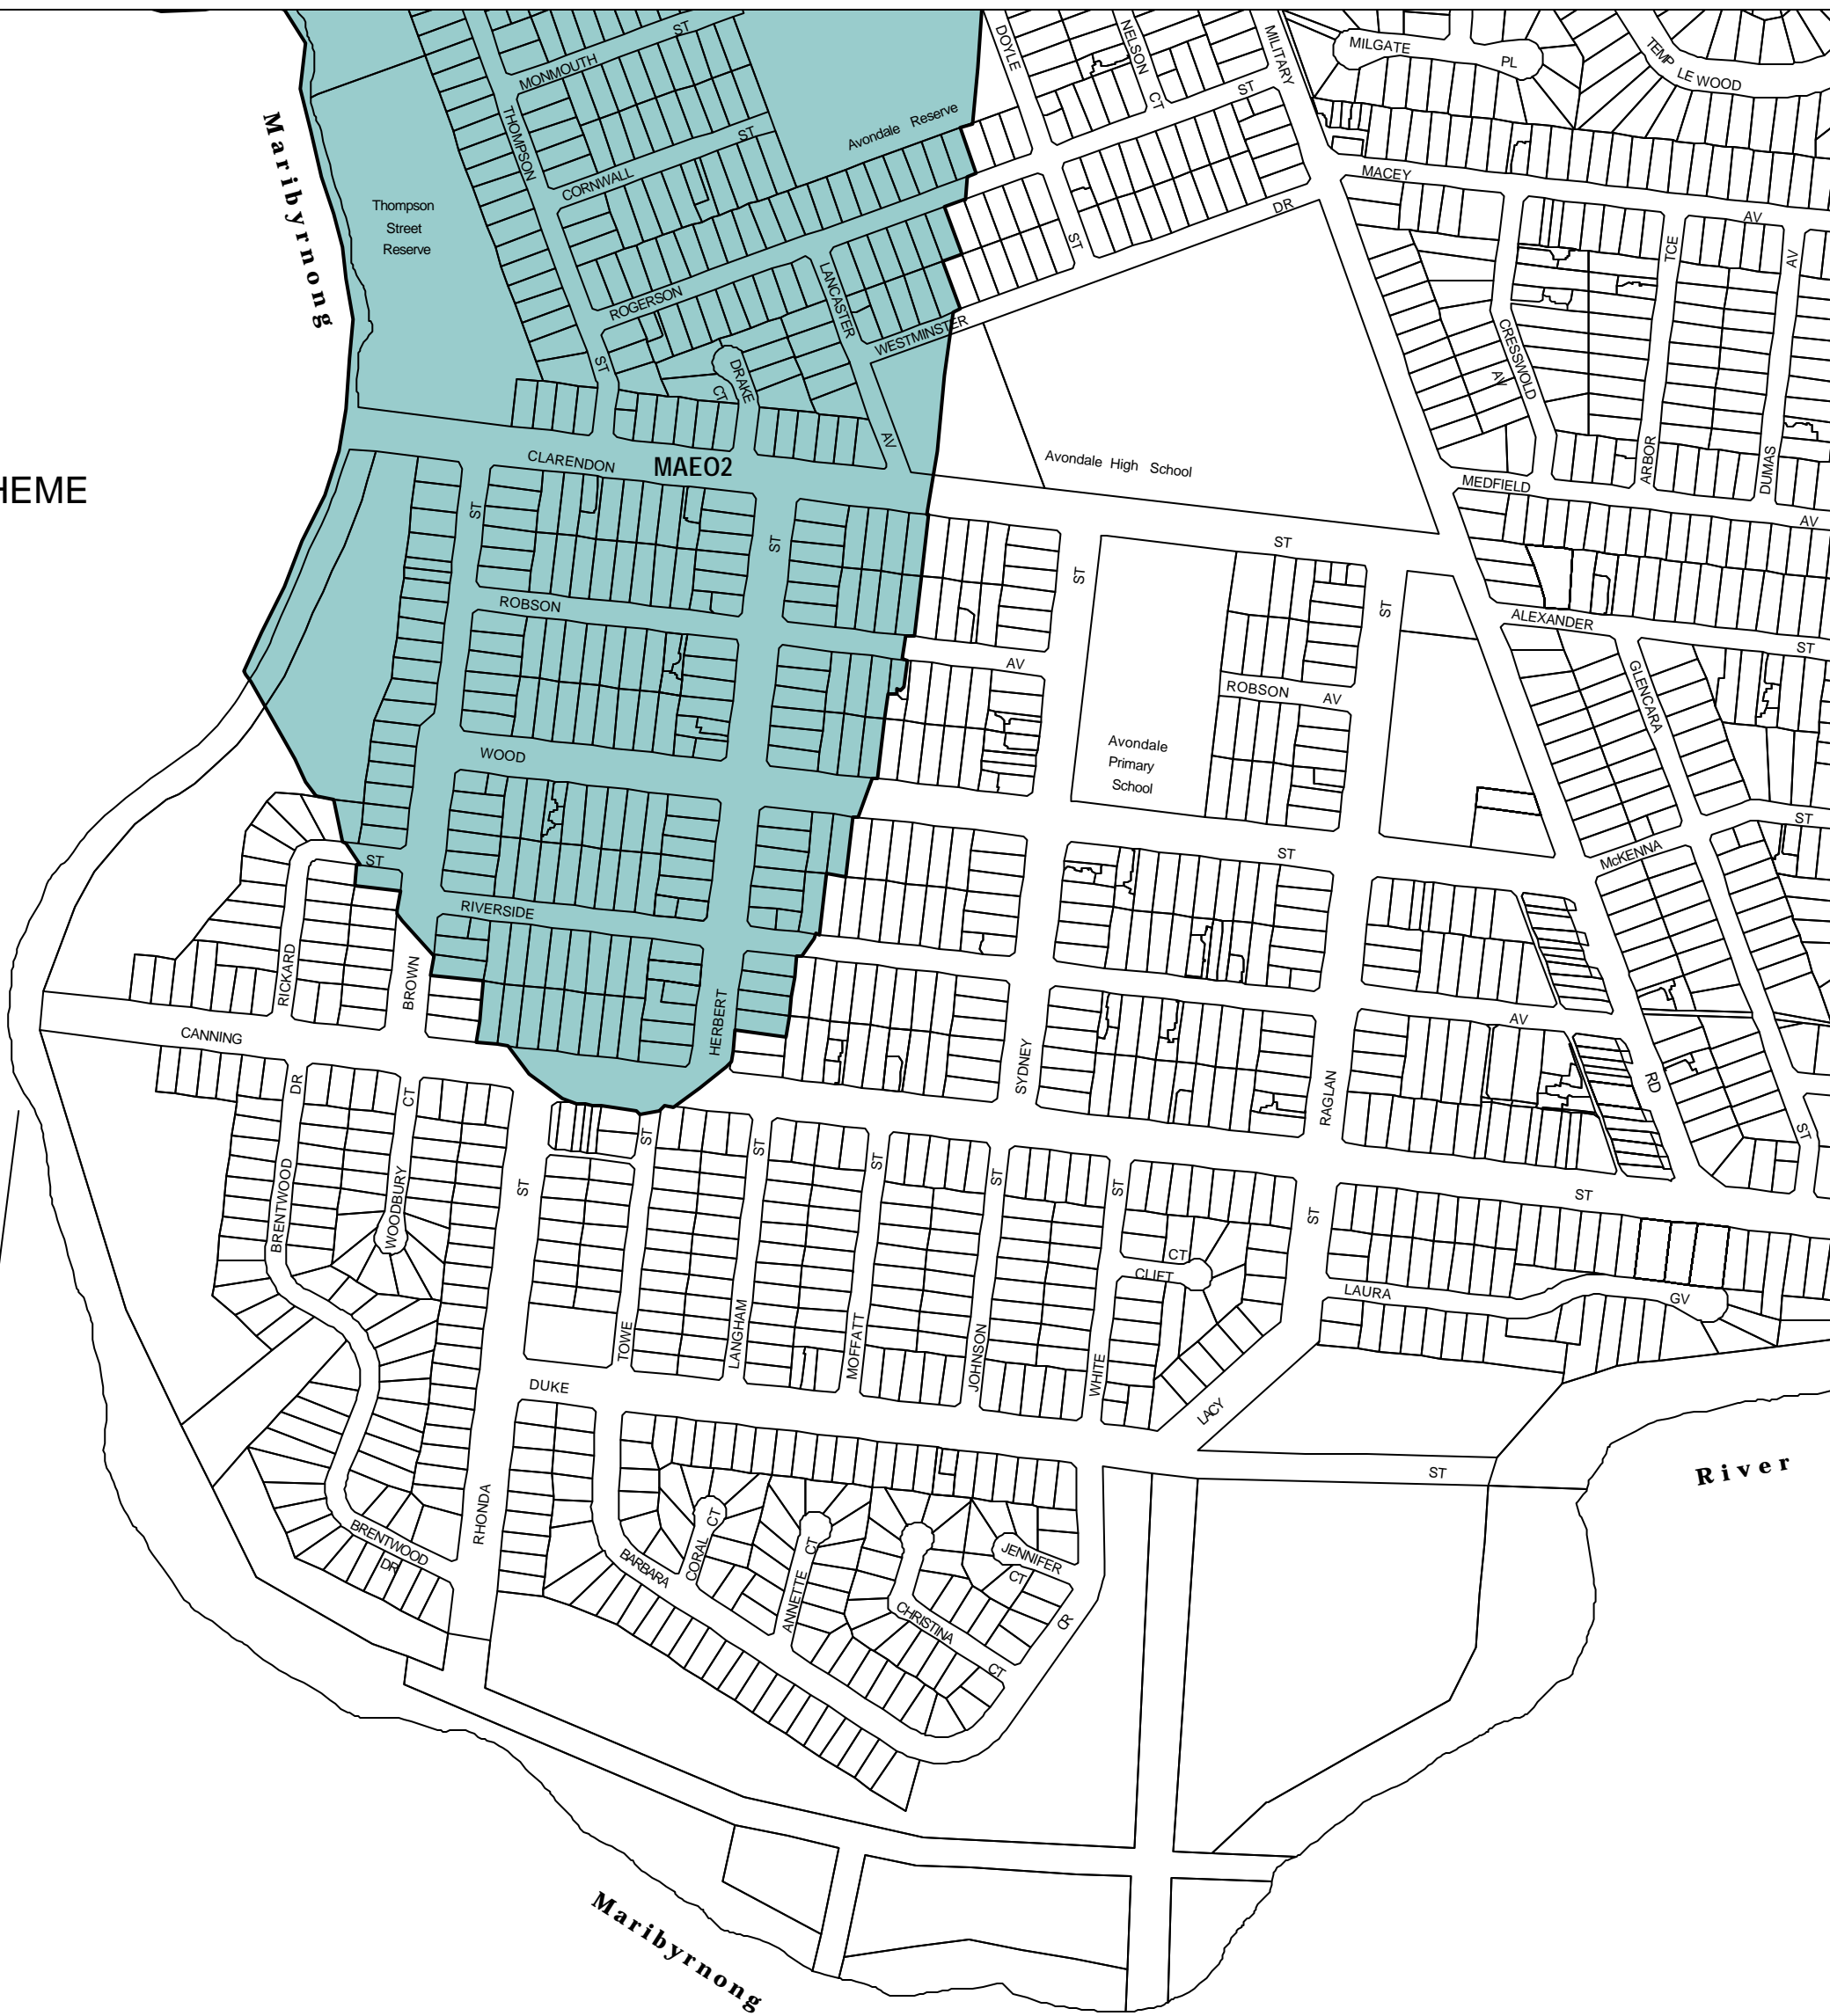 MONMOUTH
ST
DOYLE
NELSON
CT
MILITARY
MILGATE
PL
TEMP
LE WOOD
Maribyrnong
THOMPSON
Avondale Reserve
ST
CORNWALL
ST
Thompson
Street
Reserve
MACEY
AV
DR
ST
TCE
AV
LANCASTER
ROGERSON
WESTMINSTER
CRESSWOLD
AV
ST
DRAKE
CT
AV
ARBOR
DUMAS
CLARENDON
MAEO2
Avondale High School
HEME
MEDFIELD
AV
ST
ST
ST
ST
ROBSON
ST
ALEXANDER
ST
AV
GLENCARA
ROBSON
AV
WOOD
Avondale
Primary
School
ST
ST
ST
McKENNA
RIVERSIDE
RICKARD
BROWN
HERBERT
AV
CANNING
SYDNEY
RAGLAN
RD
DR
CT
ST
ST
ST
ST
ST
ST
ST
ST
ST
ST
BRENTWOOD
WOODBURY
CT
CLIFT
LAURA
GV
TOWE
LANGHAM
MOFFATT
JOHNSON
WHITE
LACY
DUKE
ST
River
RHONDA
BRENTWOOD
DR
BARBARA
CORAL
CT
ANNETTE
CT
JENNIFER
CT
CHRISTINA
CT
CR
Maribyrnong